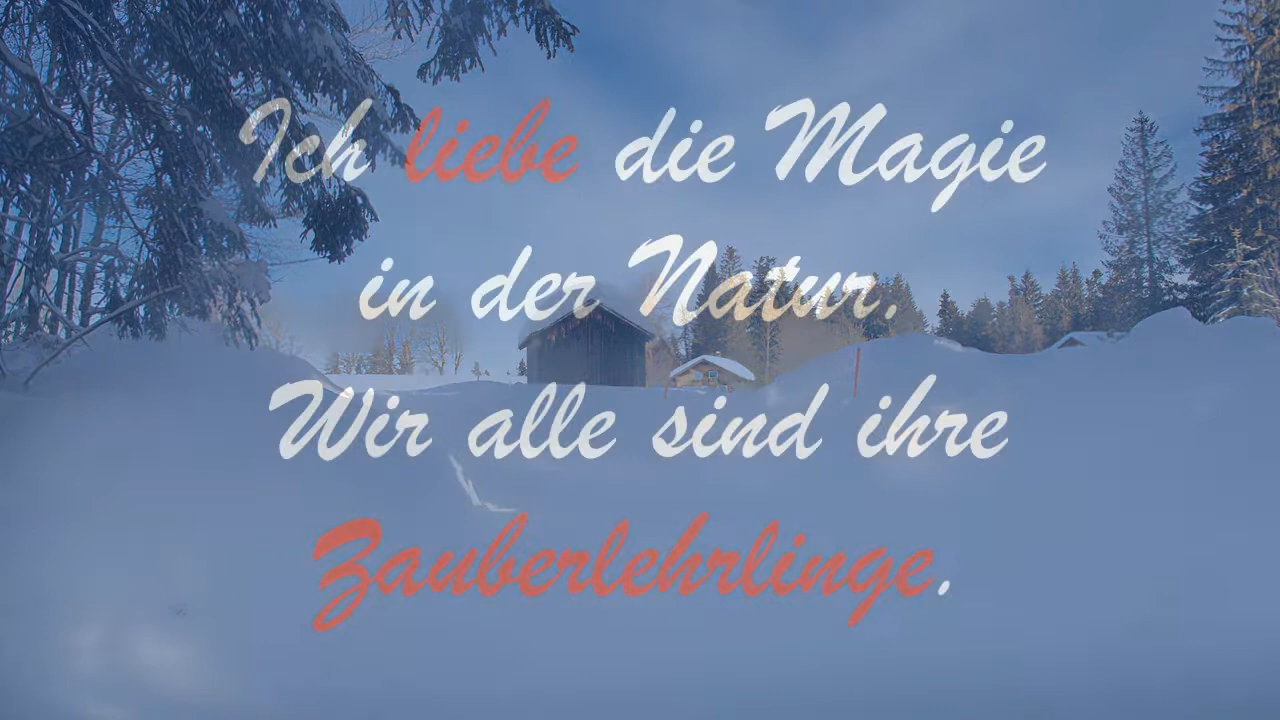 Ich liebe die Magie
in der Natur.
Wir alle sind ihre
Zauberlehrlinge.